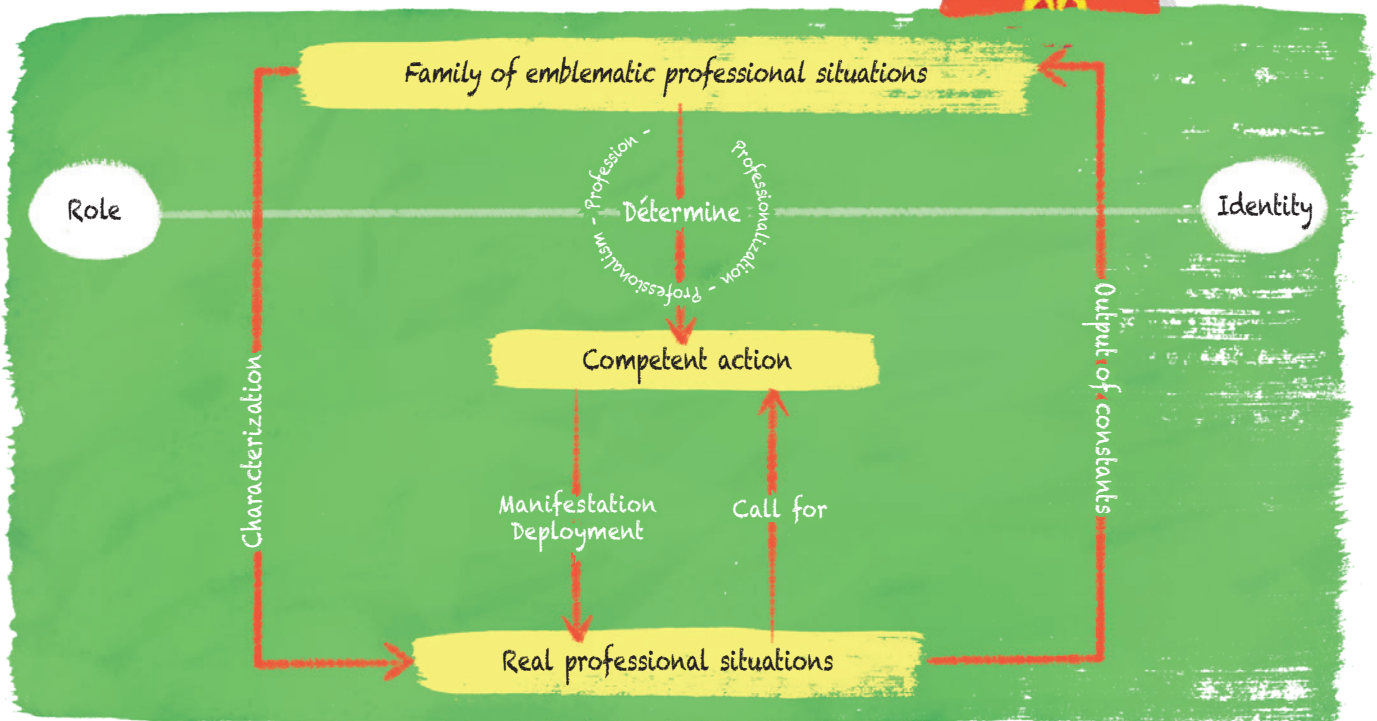 Family of emblematic professional situations
Role
Profession -
Professionalization -
Professionalism -
Détermine
Identity
Competent action
Characterization
Output of constants
Manifestation
Deployment
Call for
Real professional situations